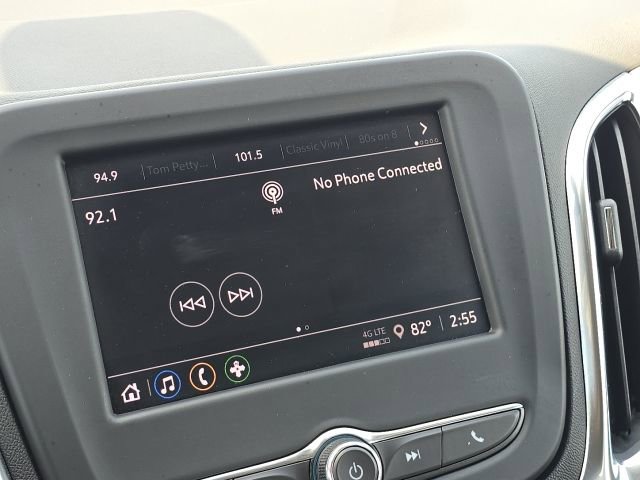 94.9 Tom Petty... 101.5 Classic Vinyl 80s on 8
92.1 FM No Phone Connected
4G LTE 82° 2:55